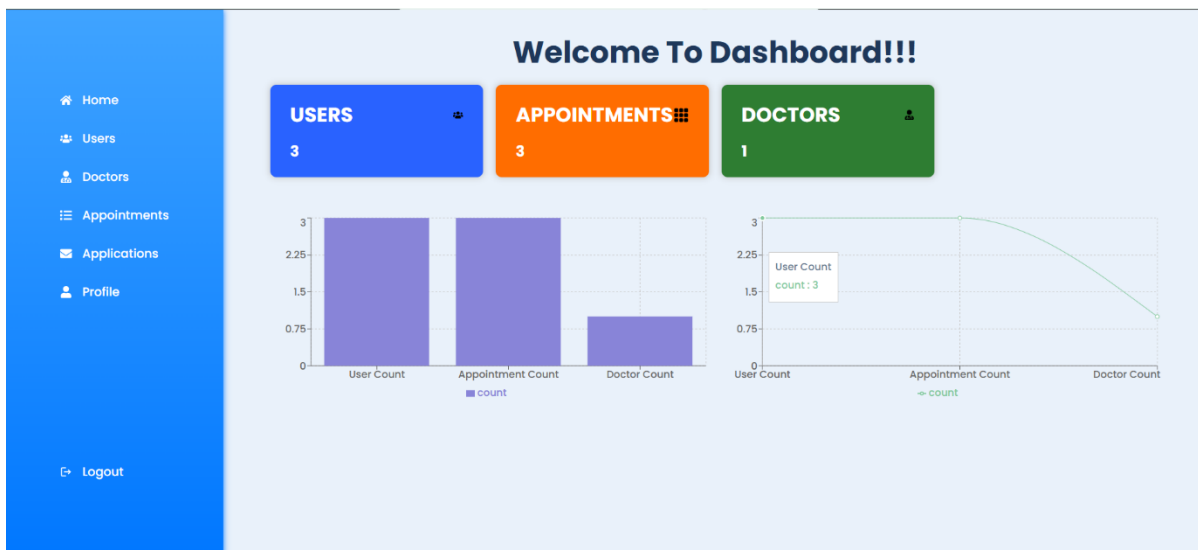 Welcome To Dashboard!!!
Home
Users
Doctors
Appointments
Applications
Profile
Logout
USERS
3
APPOINTMENTS
3
DOCTORS
1
3
2.25
1.5
0.75
0
User Count
Appointment Count
Doctor Count
count
3
2.25
1.5
0.75
0
User Count
count : 3
User Count
Appointment Count
Doctor Count
count